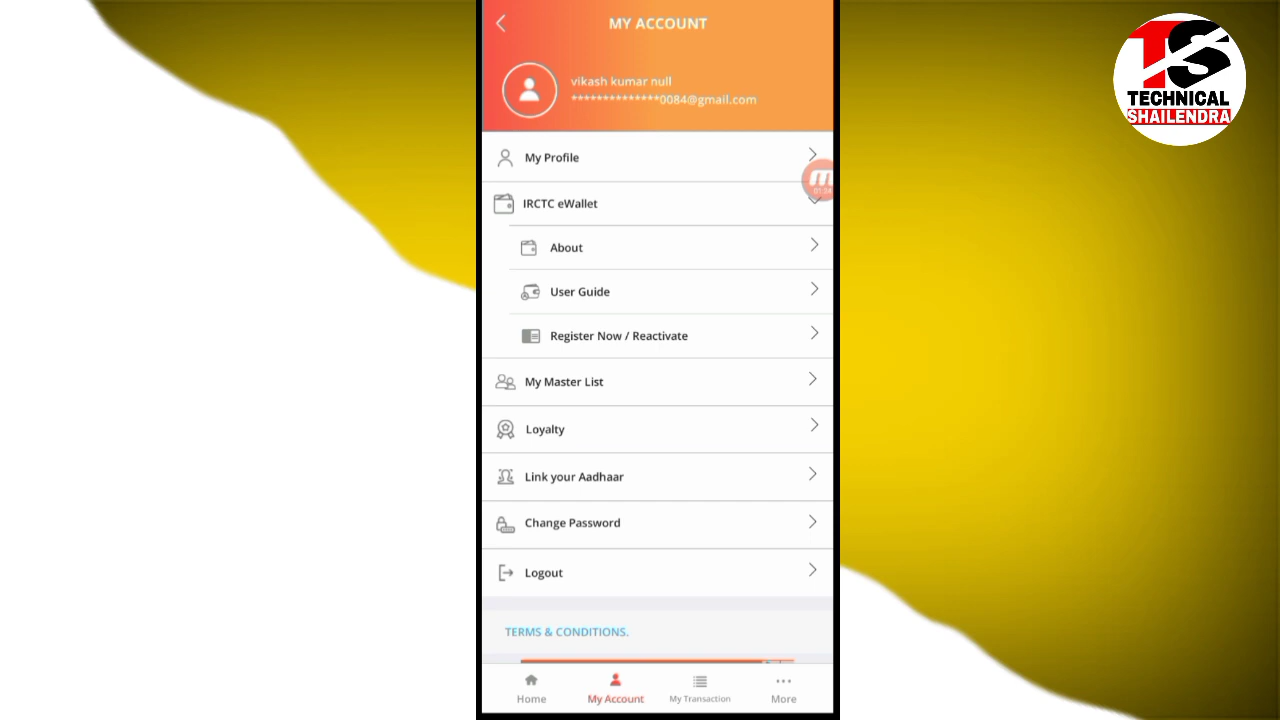 MY ACCOUNT
vikash kumar null
**************0084@gmail.com
My Profile
IRCTC eWallet
About
User Guide
Register Now / Reactivate
My Master List
Loyalty
Link your Aadhaar
Change Password
Logout
TERMS & CONDITIONS.
Home
My Account
My Transaction
More
TS
TECHNICAL
SHAILENDRA